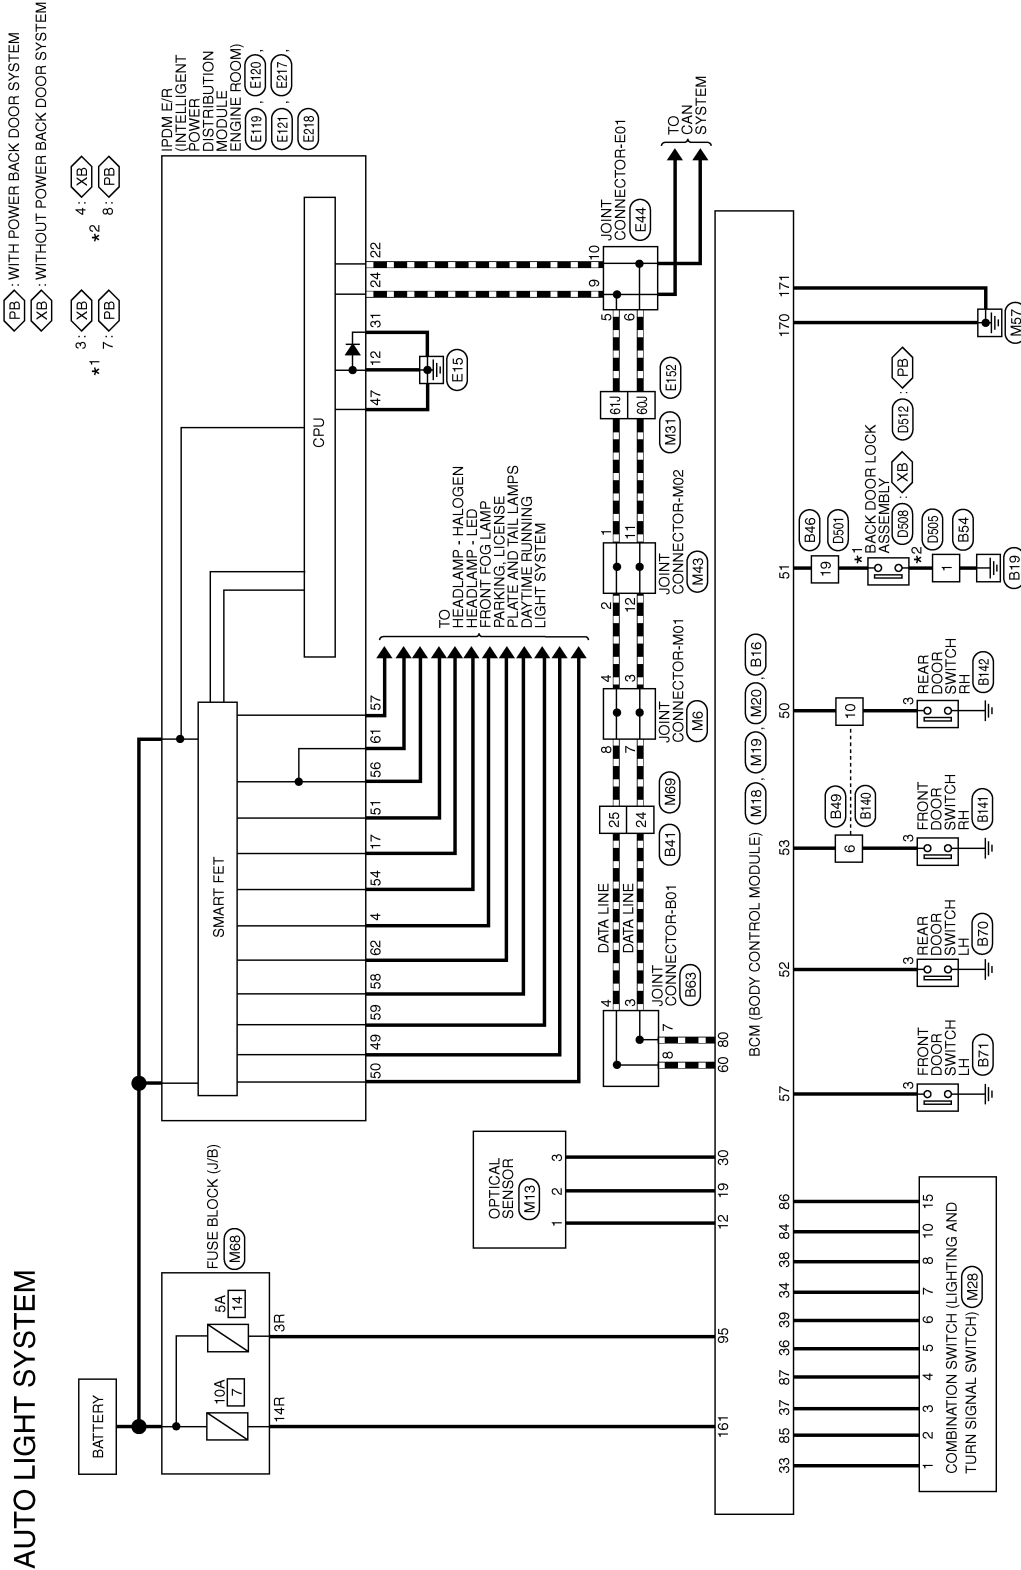 AUTO LIGHT SYSTEM
PB : WITH POWER BACK DOOR SYSTEM
XB : WITHOUT POWER BACK DOOR SYSTEM
*1 3: XB
7: PB
*2 4: XB
8: PB
BATTERY
10A
7
5A
14
14R
3R
FUSE BLOCK (J/B)
M68
SMART FET
CPU
IPDM E/R
(INTELLIGENT
POWER
DISTRIBUTION
MODULE
ENGINE ROOM)
E119 , E120 ,
E121 , E217 ,
E218
50 49 59 58 62 4 54 17 51 56 61 57 47 12 31 24 22
E15
TO
HEADLAMP - HALOGEN
HEADLAMP - LED
FRONT FOG LAMP
PARKING, LICENSE
PLATE AND TAIL LAMPS
DAYTIME RUNNING
LIGHT SYSTEM
OPTICAL
SENSOR
M13
1 2 3
JOINT
CONNECTOR-B01
B63
4 3
8 7
DATA LINE
DATA LINE
25
24
B41
M69
8 7
JOINT
CONNECTOR-M01
M6
4 3
2 12
JOINT
CONNECTOR-M02
M43
1 11
61J
60J
M31
E152
5 6
9 10
JOINT
CONNECTOR-E01
E44
TO
CAN
SYSTEM
161 95 12 19 30 60 80
BCM (BODY CONTROL MODULE) M18 , M19 , M20 , B16
33 85 37 87 36 39 34 38 84 86 57 52 53 50 51 170 171
1 2 3 4 5 6 7 8 10 15
COMBINATION SWITCH (LIGHTING AND
TURN SIGNAL SWITCH) M28
3
FRONT
DOOR
SWITCH
LH
B71
3
REAR
DOOR
SWITCH
LH
B70
6
B49
B140
3
FRONT
DOOR
SWITCH
RH
B141
10
3
REAR
DOOR
SWITCH
RH
B142
19
B46
D501
*1
BACK DOOR LOCK
ASSEMBLY
D508 : XB D512 : PB
*2
1
D505
B54
B19
M57